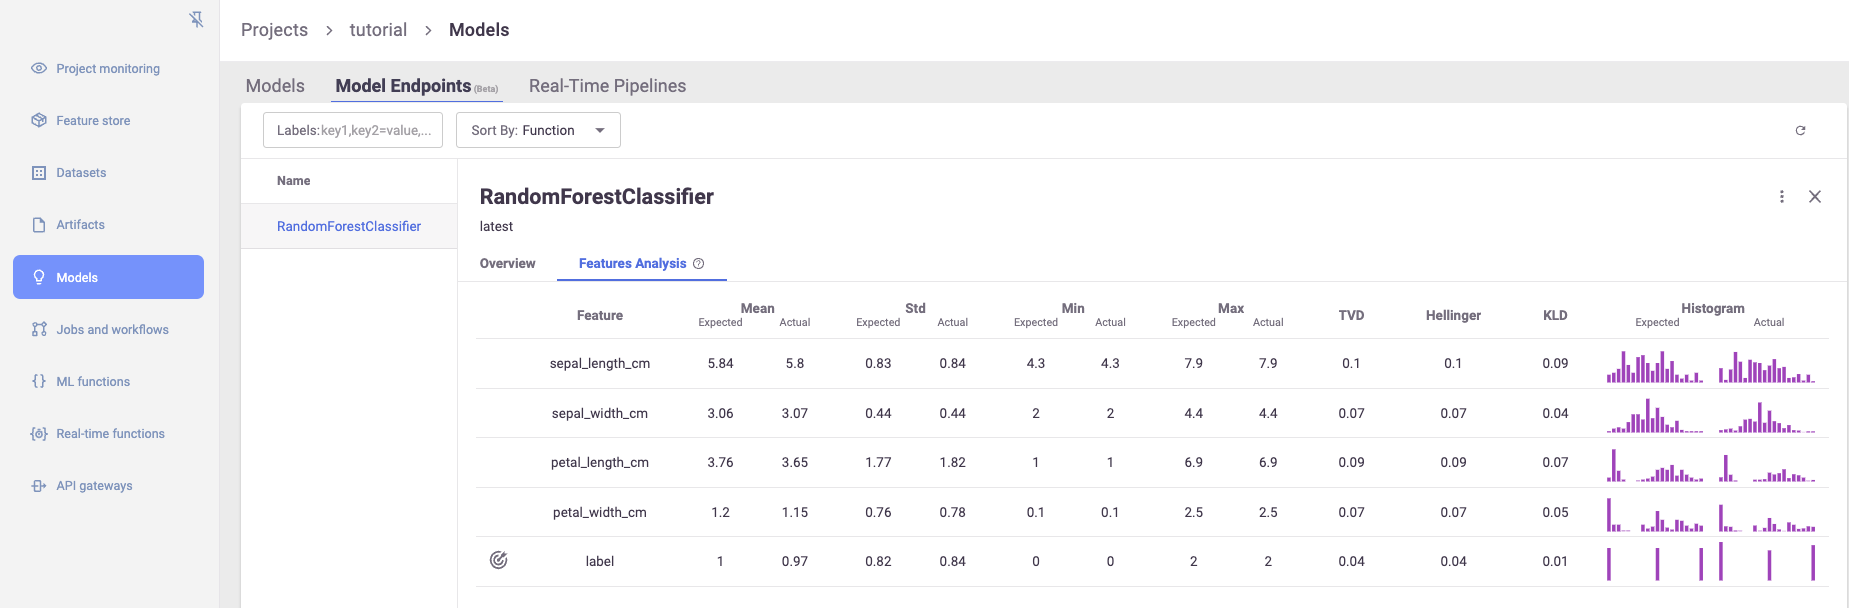 Projects > tutorial > Models
Project monitoring
Feature store
Datasets
Artifacts
Models
Jobs and workflows
ML functions
Real-time functions
API gateways
Models Model Endpoints (Beta) Real-Time Pipelines
Labels:key1,key2=value,... Sort By: Function
Name
RandomForestClassifier
RandomForestClassifier
latest
Overview Features Analysis
Feature Mean Std Min Max TVD Hellinger KLD Histogram
Expected Actual Expected Actual Expected Actual Expected Actual Expected Actual
sepal_length_cm 5.84 5.8 0.83 0.84 4.3 4.3 7.9 7.9 0.1 0.1 0.09
sepal_width_cm 3.06 3.07 0.44 0.44 2 2 4.4 4.4 0.07 0.07 0.04
petal_length_cm 3.76 3.65 1.77 1.82 1 1 6.9 6.9 0.09 0.09 0.07
petal_width_cm 1.2 1.15 0.76 0.78 0.1 0.1 2.5 2.5 0.07 0.07 0.05
label 1 0.97 0.82 0.84 0 0 2 2 0.04 0.04 0.01